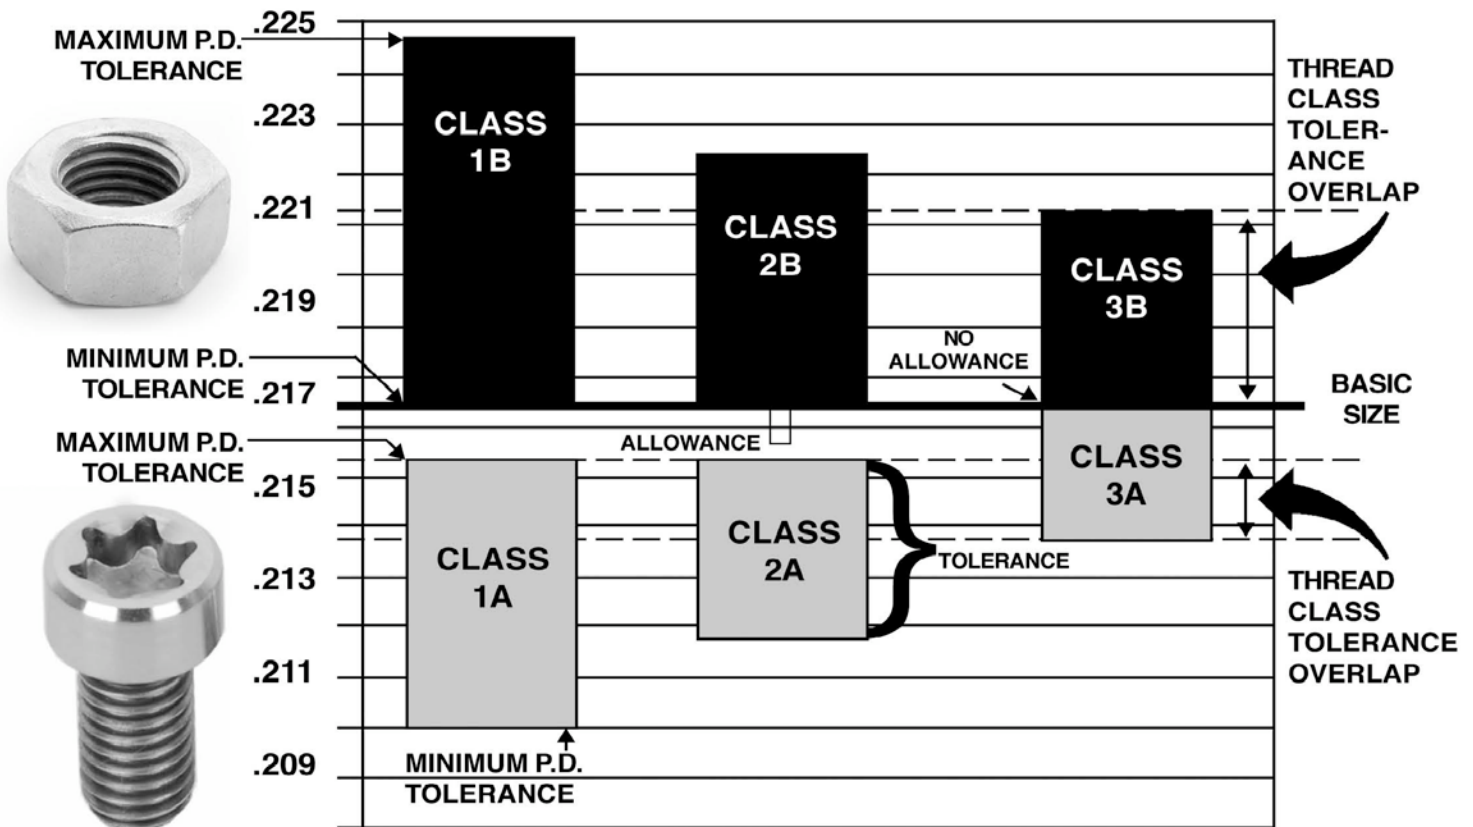 .225
MAXIMUM P.D.
TOLERANCE
.223
.221
.219
MINIMUM P.D.
TOLERANCE
.217
MAXIMUM P.D.
TOLERANCE
.215
.213
.211
.209
CLASS
1B
CLASS
2B
CLASS
3B
NO
ALLOWANCE
ALLOWANCE
CLASS
1A
CLASS
2A
CLASS
3A
TOLERANCE
MINIMUM P.D.
TOLERANCE
THREAD
CLASS
TOLER-
ANCE
OVERLAP
BASIC
SIZE
THREAD
CLASS
TOLERANCE
OVERLAP